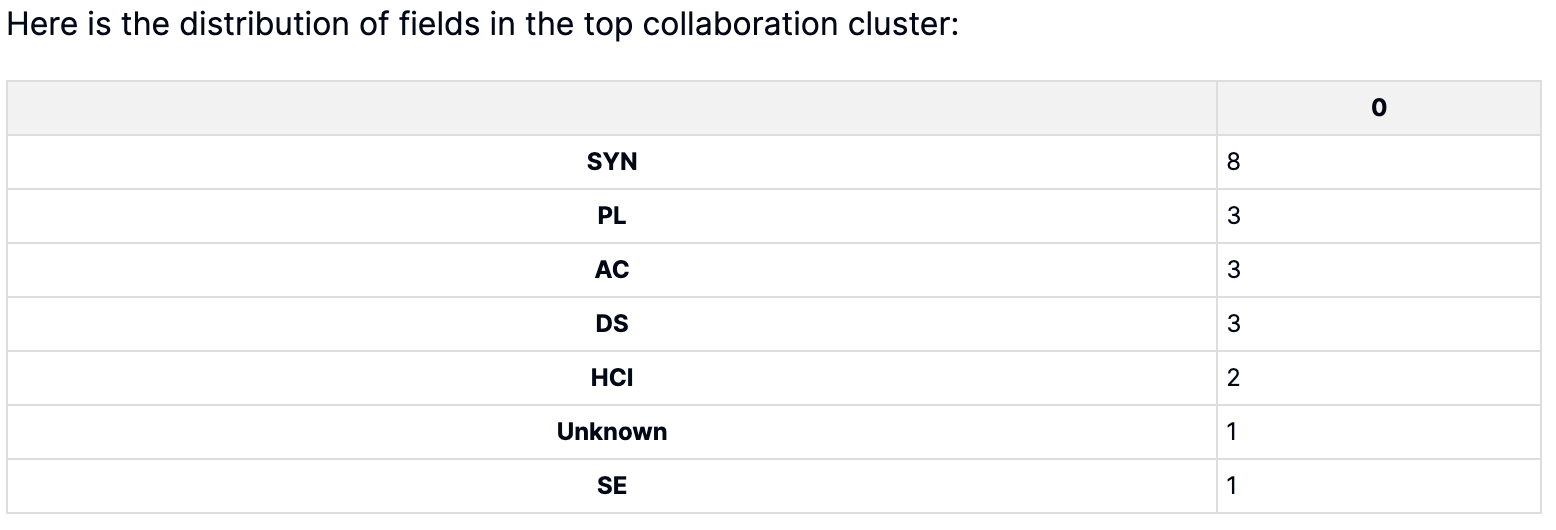 Here is the distribution of fields in the top collaboration cluster:
0
SYN 8
PL 3
AC 3
DS 3
HCI 2
Unknown 1
SE 1